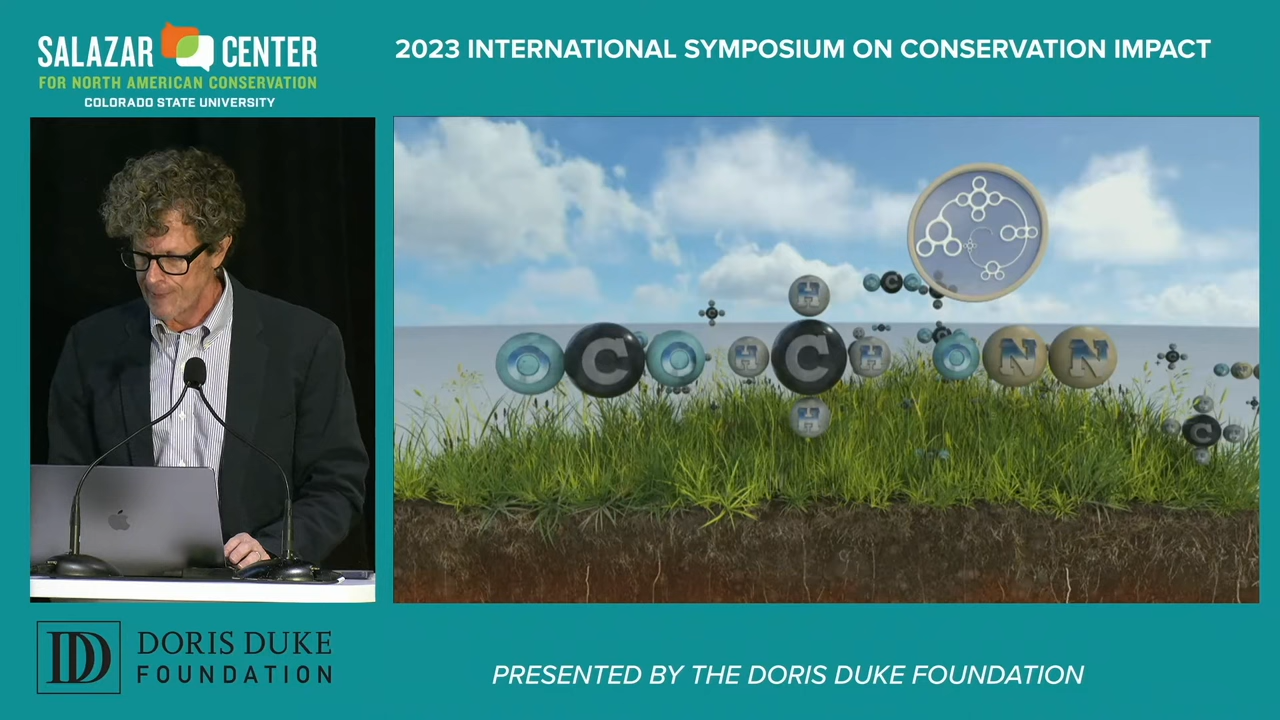 SALAZAR CENTER
FOR NORTH AMERICAN CONSERVATION
COLORADO STATE UNIVERSITY
2023 INTERNATIONAL SYMPOSIUM ON CONSERVATION IMPACT
H
C
O C O H C H O N N
H
C
DD DORIS DUKE
FOUNDATION
PRESENTED BY THE DORIS DUKE FOUNDATION